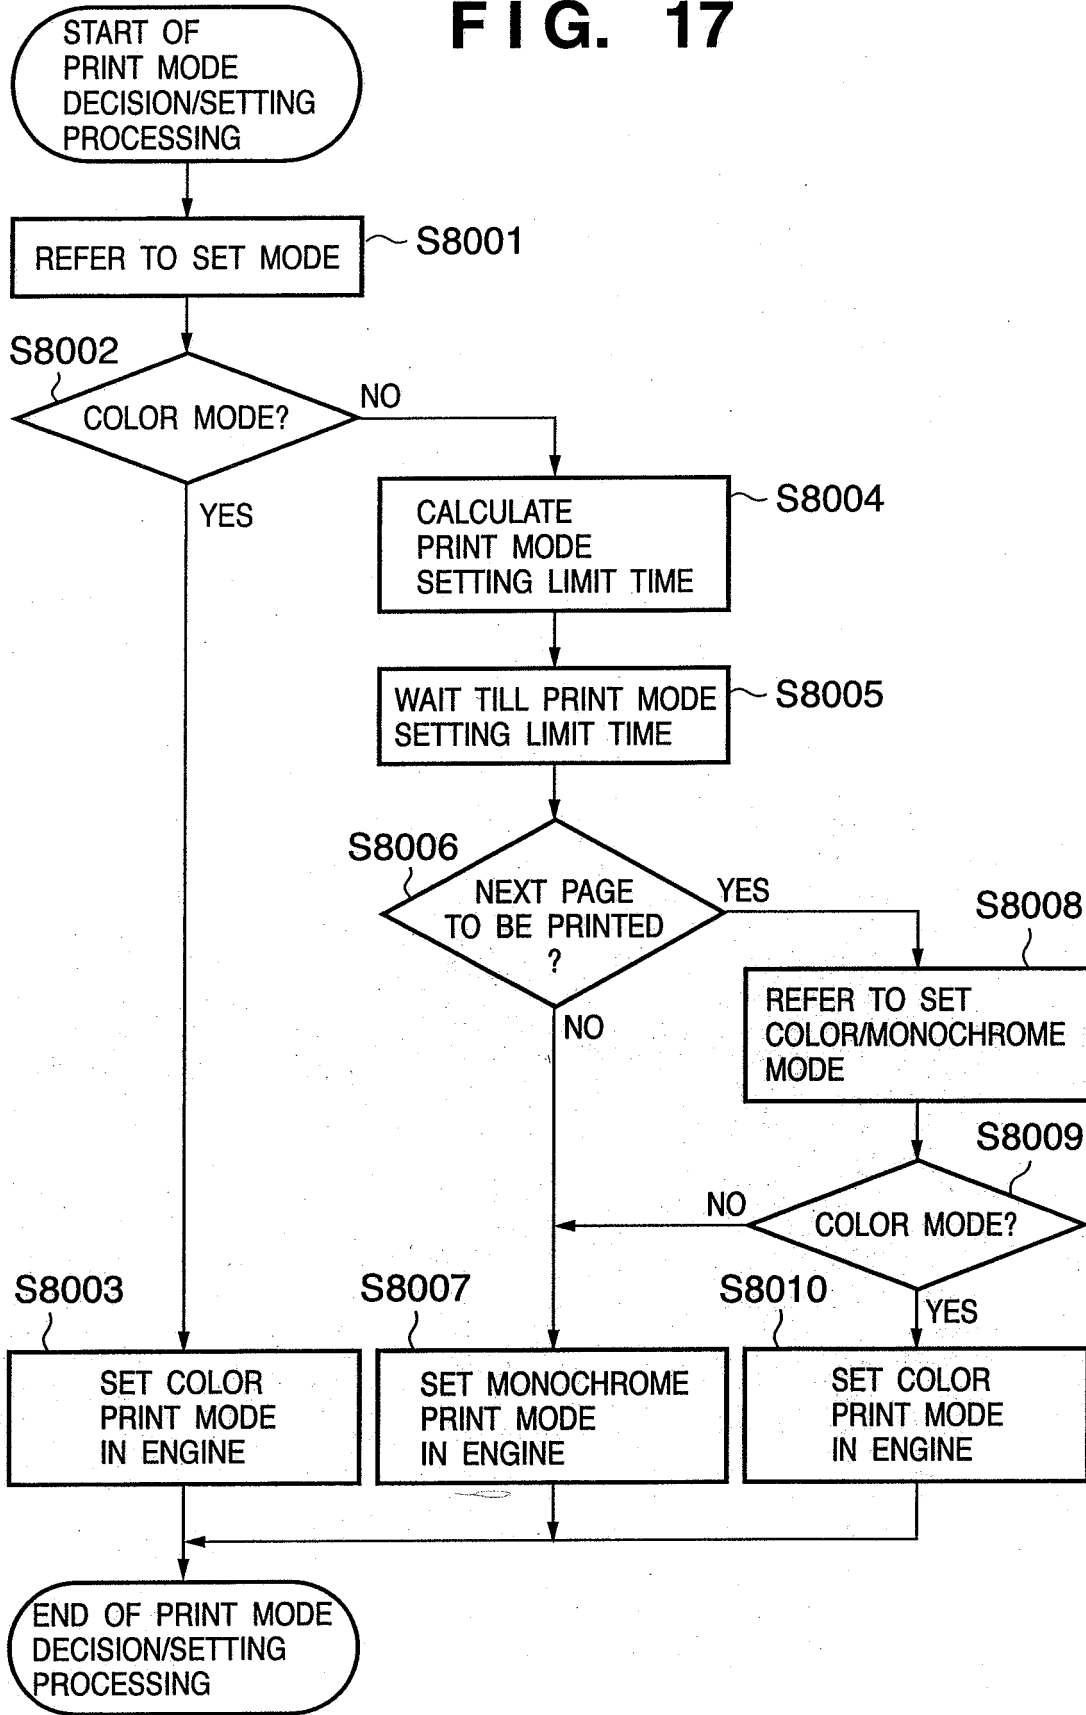 FIG. 17
START OF
PRINT MODE
DECISION/SETTING
PROCESSING
REFER TO SET MODE
S8001
S8002
COLOR MODE?
NO
YES
CALCULATE
PRINT MODE
SETTING LIMIT TIME
S8004
WAIT TILL PRINT MODE
SETTING LIMIT TIME
S8005
S8006
NEXT PAGE
TO BE PRINTED
?
YES
NO
S8008
REFER TO SET
COLOR/MONOCHROME
MODE
S8009
COLOR MODE?
NO
YES
S8003
SET COLOR
PRINT MODE
IN ENGINE
S8007
SET MONOCHROME
PRINT MODE
IN ENGINE
S8010
SET COLOR
PRINT MODE
IN ENGINE
END OF PRINT MODE
DECISION/SETTING
PROCESSING